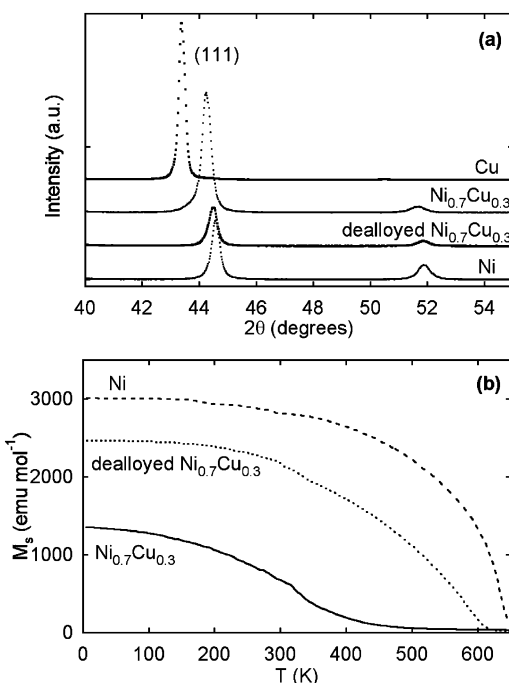 (a)
(111)
Intensity (a.u.)
Cu
Ni₀.₇Cu₀.₃
dealloyed Ni₀.₇Cu₀.₃
Ni
40 42 44 46 48 50 52 54
2θ (degrees)
(b)
Ni
3000
dealloyed Ni₀.₇Cu₀.₃
2000
Mₛ (emu mol⁻¹)
Ni₀.₇Cu₀.₃
1000
0
0 100 200 300 400 500 600
T (K)